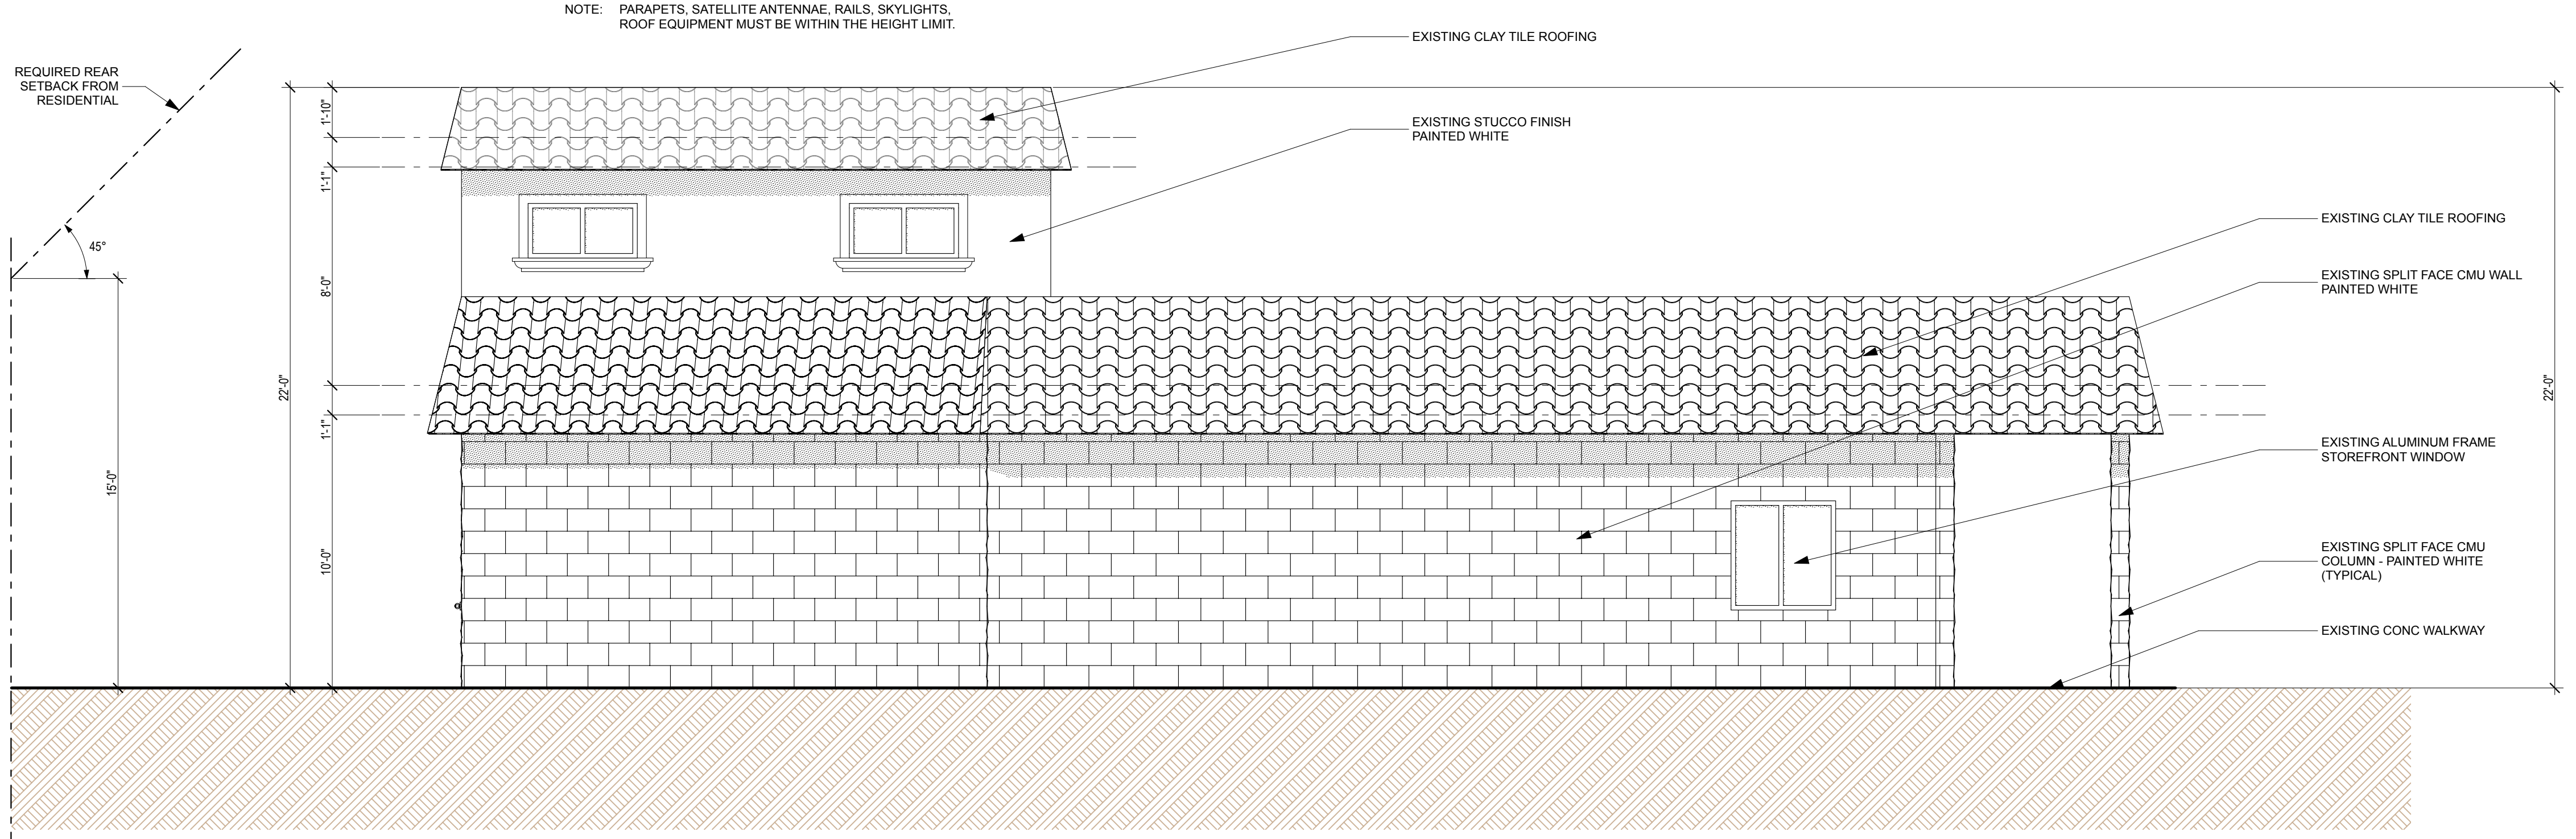 NOTE: PARAPETS, SATELLITE ANTENNAE, RAILS, SKYLIGHTS,
ROOF EQUIPMENT MUST BE WITHIN THE HEIGHT LIMIT.
REQUIRED REAR
SETBACK FROM
RESIDENTIAL
45°
15'-0"
22'-0"
1'-10"
1'-1"
8'-0"
1'-1"
10'-0"
EXISTING CLAY TILE ROOFING
EXISTING STUCCO FINISH
PAINTED WHITE
EXISTING CLAY TILE ROOFING
EXISTING SPLIT FACE CMU WALL
PAINTED WHITE
22'-0"
EXISTING ALUMINUM FRAME
STOREFRONT WINDOW
EXISTING SPLIT FACE CMU
COLUMN - PAINTED WHITE
(TYPICAL)
EXISTING CONC WALKWAY